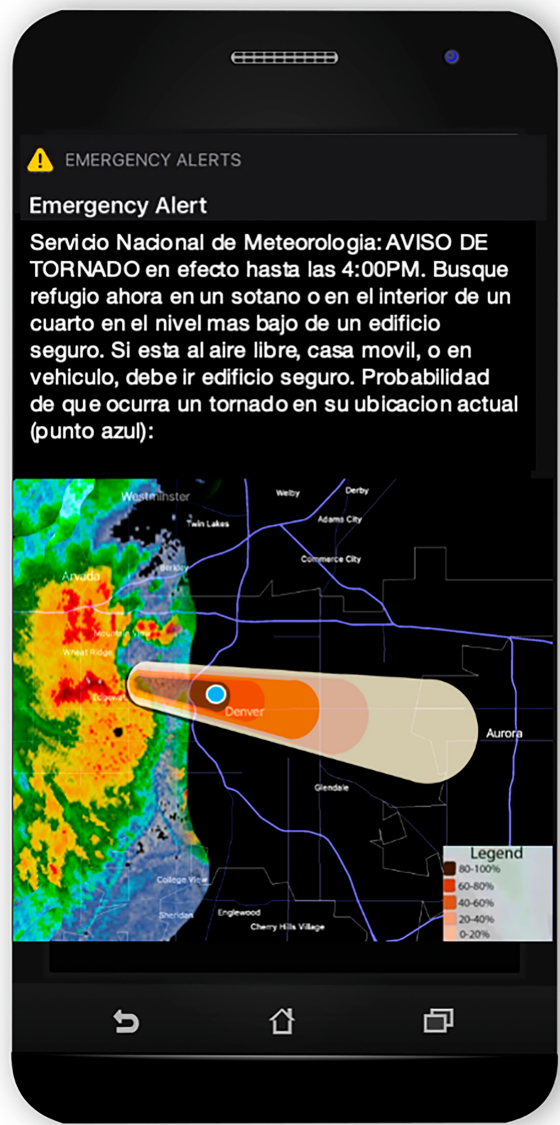 EMERGENCY ALERTS
Emergency Alert
Servicio Nacional de Meteorologia: AVISO DE
TORNADO en efecto hasta las 4:00PM. Busque
refugio ahora en un sotano o en el interior de un
cuarto en el nivel mas bajo de un edificio
seguro. Si esta al aire libre, casa movil, o en
vehiculo, debe ir edificio seguro. Probabilidad
de que ocurra un tornado en su ubicacion actual
(punto azul):
Westminster
Welby
Derby
Twin Lakes
Adams City
Commerce City
Berkley
Arvada
Mountain View
Wheat Ridge
Edgewater
Denver
Aurora
Glendale
College View
Sheridan
Englewood
Cherry Hills Village
Legend
80-100%
60-80%
40-60%
20-40%
0-20%